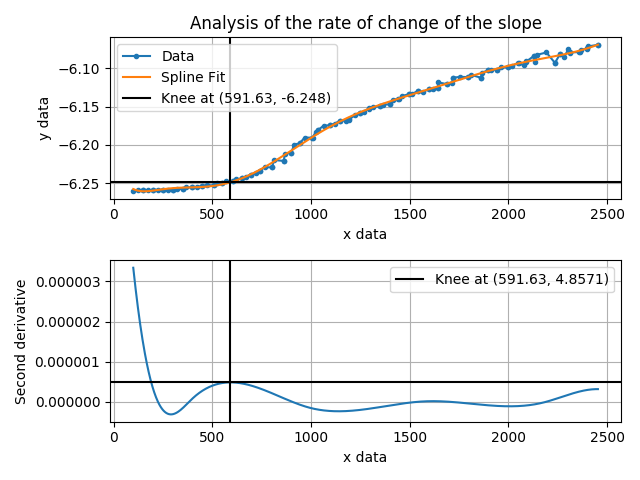 Analysis of the rate of change of the slope
Data
Spline Fit
Knee at (591.63, -6.248)
−6.10
−6.15
−6.20
−6.25
y data
0 500 1000 1500 2000 2500
x data
Knee at (591.63, 4.8571)
0.000003
0.000002
0.000001
0.000000
Second derivative
0 500 1000 1500 2000 2500
x data